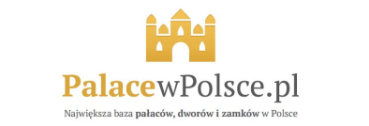 PalacewPolsce.pl
Największa baza pałaców, dworów i zamków w Polsce